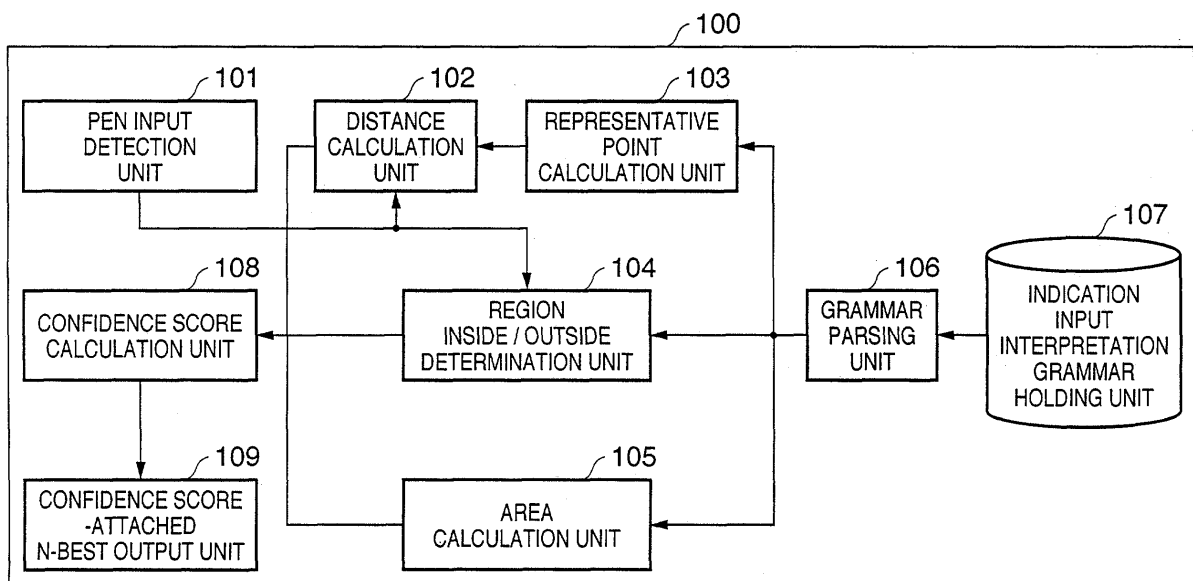 100
101
PEN INPUT
DETECTION
UNIT
102
DISTANCE
CALCULATION
UNIT
103
REPRESENTATIVE
POINT
CALCULATION UNIT
108
CONFIDENCE SCORE
CALCULATION UNIT
104
REGION
INSIDE / OUTSIDE
DETERMINATION UNIT
106
GRAMMAR
PARSING
UNIT
107
INDICATION
INPUT
INTERPRETATION
GRAMMAR
HOLDING UNIT
109
CONFIDENCE SCORE
-ATTACHED
N-BEST OUTPUT UNIT
105
AREA
CALCULATION UNIT